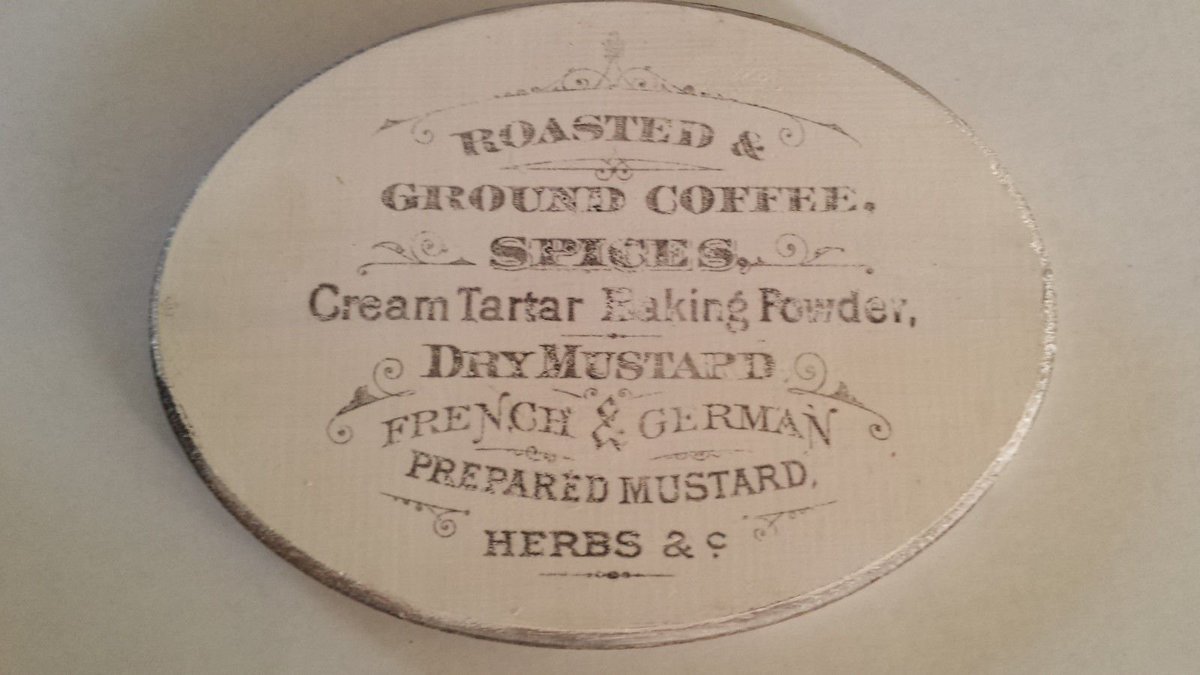 ROASTED &
GROUND COFFEE.
SPICES,
Cream Tartar Baking Powder,
DRY MUSTARD
FRENCH & GERMAN
PREPARED MUSTARD,
HERBS & C